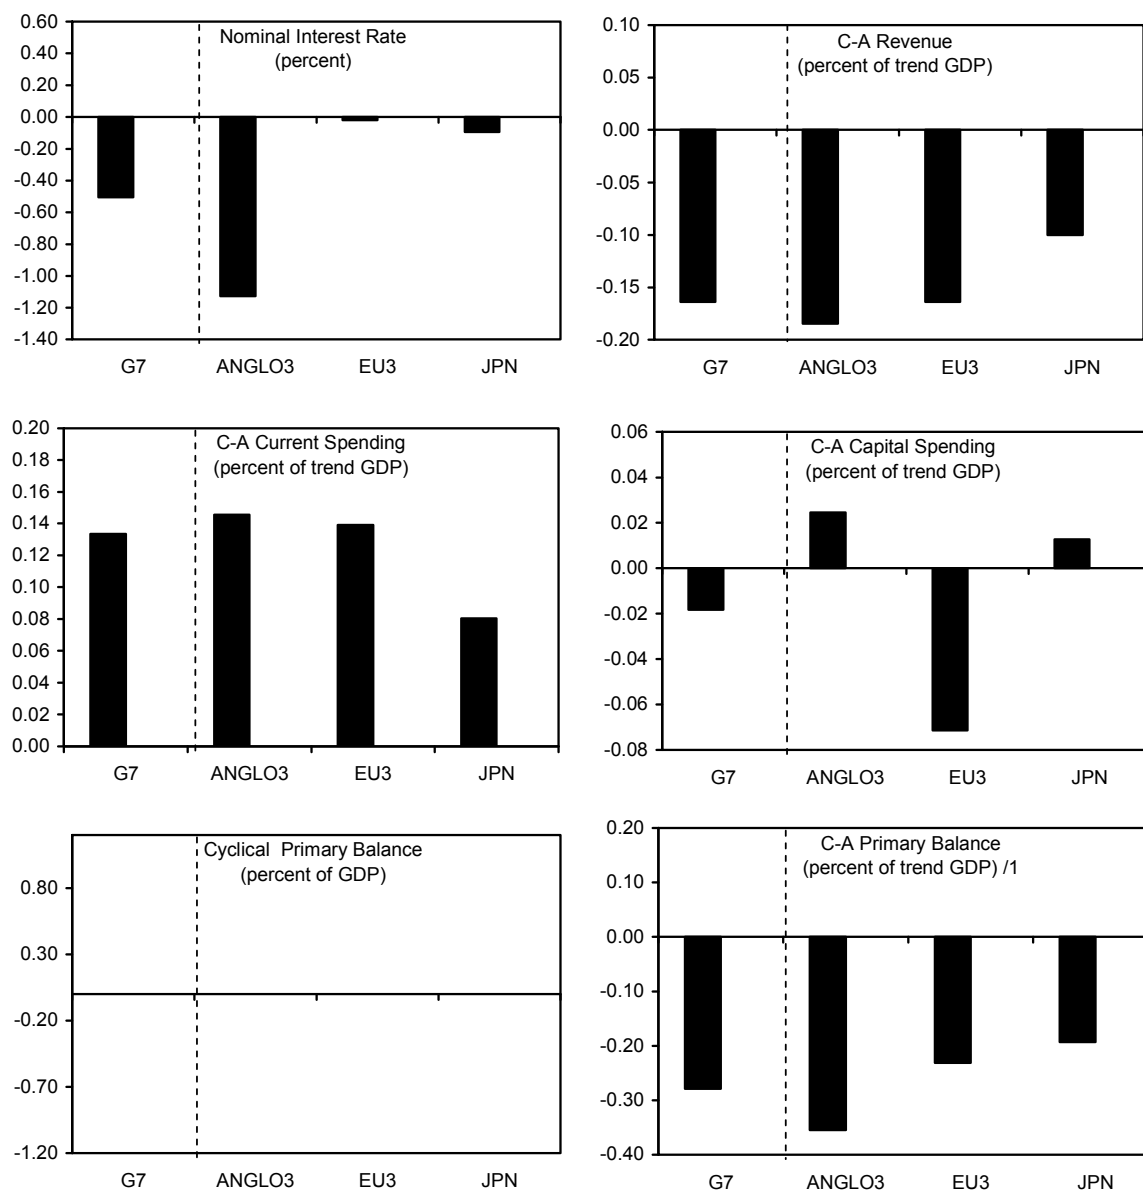 Nominal Interest Rate
(percent)
0.60
0.40
0.20
0.00
-0.20
-0.40
-0.60
-0.80
-1.00
-1.20
-1.40
G7 ANGLO3 EU3 JPN
C-A Revenue
(percent of trend GDP)
0.10
0.05
0.00
-0.05
-0.10
-0.15
-0.20
G7 ANGLO3 EU3 JPN
C-A Current Spending
(percent of trend GDP)
0.20
0.18
0.16
0.14
0.12
0.10
0.08
0.06
0.04
0.02
0.00
G7 ANGLO3 EU3 JPN
C-A Capital Spending
(percent of trend GDP)
0.06
0.04
0.02
0.00
-0.02
-0.04
-0.06
-0.08
G7 ANGLO3 EU3 JPN
Cyclical Primary Balance
(percent of GDP)
0.80
0.30
-0.20
-0.70
-1.20
G7 ANGLO3 EU3 JPN
C-A Primary Balance
(percent of trend GDP) /1
0.20
0.10
0.00
-0.10
-0.20
-0.30
-0.40
G7 ANGLO3 EU3 JPN